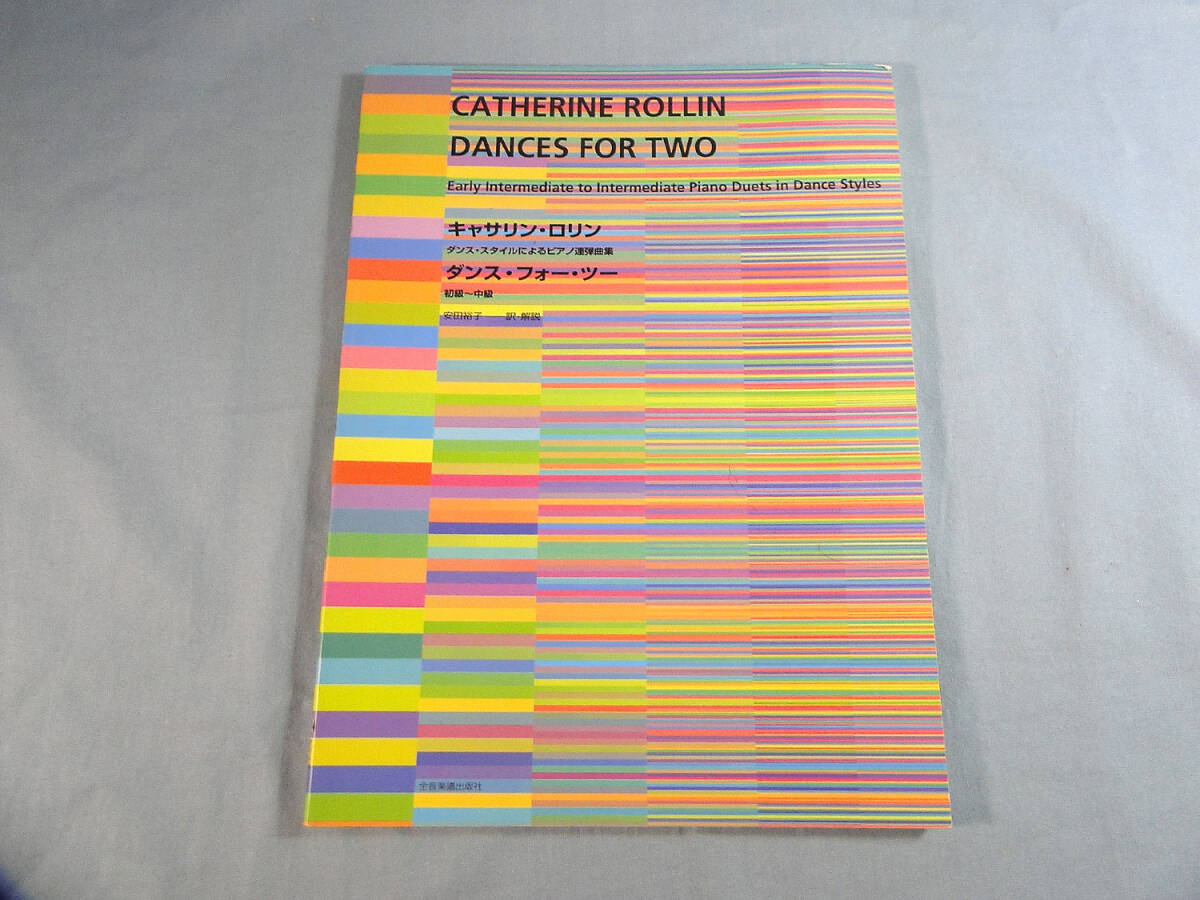 CATHERINE ROLLIN
DANCES FOR TWO
Early Intermediate to Intermediate Piano Duets in Dance Styles
キャサリン・ロリン
ダンス・スタイルによるピアノ連弾曲集
ダンス・フォー・ツー
初級〜中級
安田裕子――訳・解説
全音楽譜出版社